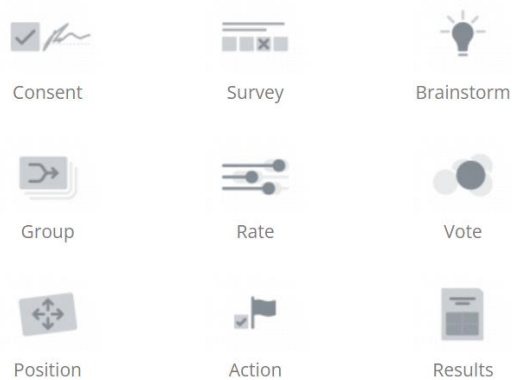 Consent
Survey
Brainstorm
Group
Rate
Vote
Position
Action
Results